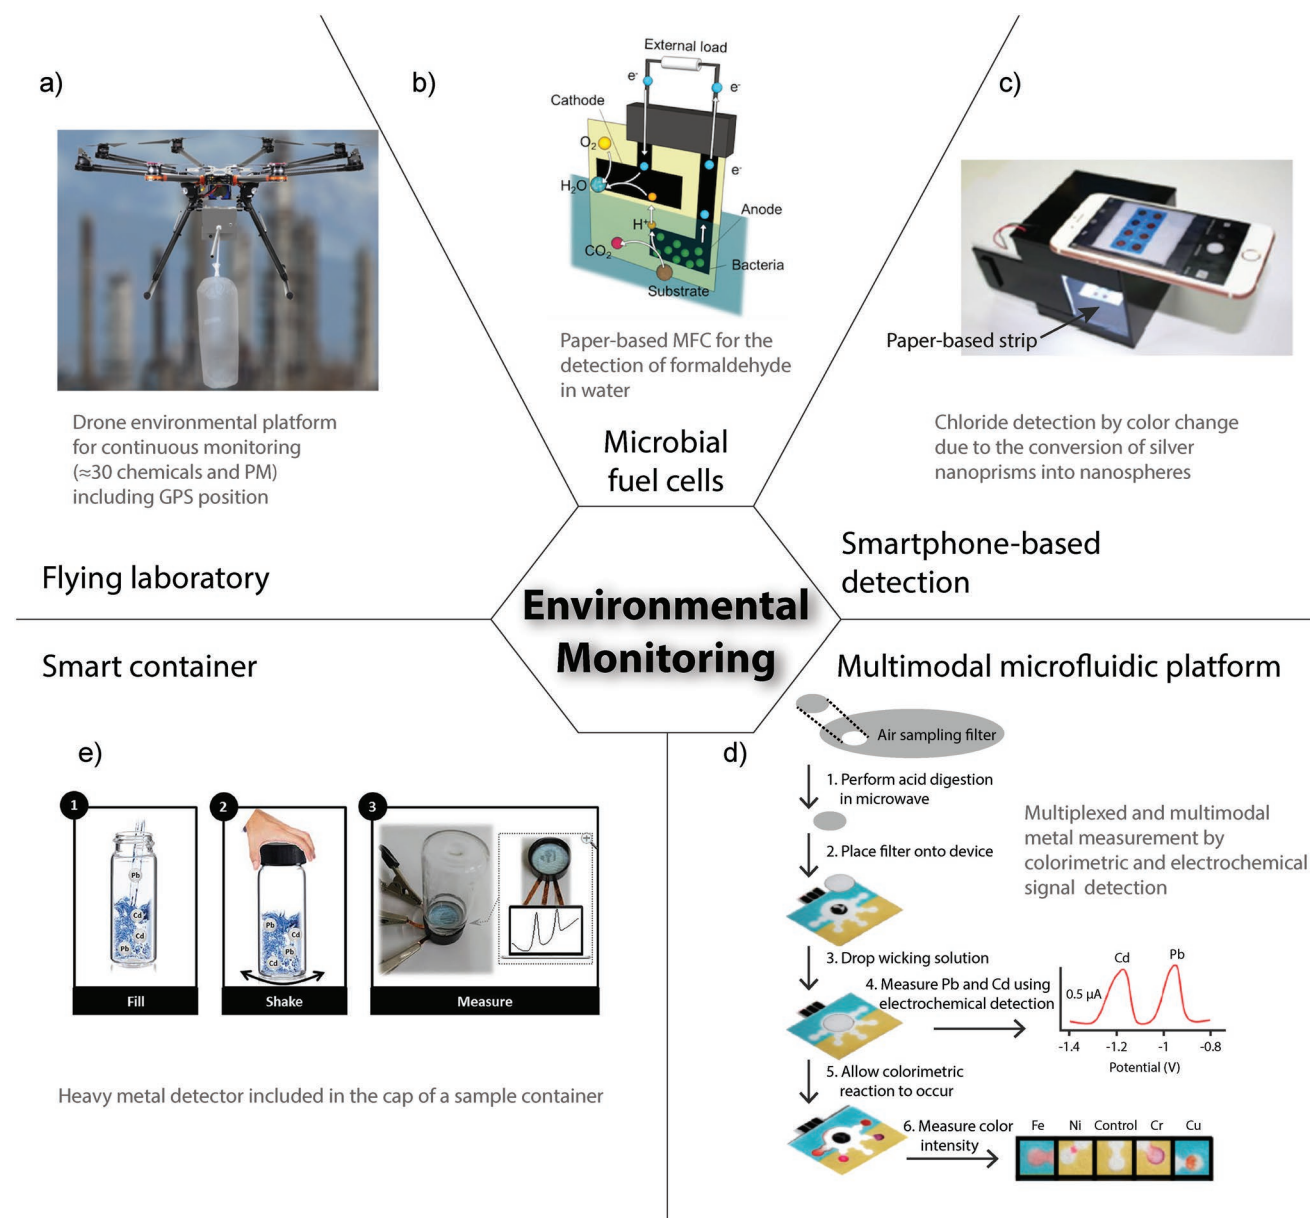 a)
Drone environmental platform
for continuous monitoring
(≈30 chemicals and PM)
including GPS position
Flying laboratory
b)
External load
e-
e-
Cathode
O2
e-
H2O
Anode
H+
CO2
Bacteria
Substrate
Paper-based MFC for the
detection of formaldehyde
in water
Microbial
fuel cells
c)
Paper-based strip
Chloride detection by color change
due to the conversion of silver
nanoprisms into nanospheres
Smartphone-based
detection
Environmental
Monitoring
Smart container
e)
1
2
3
Pb
Cd
Pb
Cd
Pb
Cd
Pb
Cd
Fill
Shake
Measure
Heavy metal detector included in the cap of a sample container
Multimodal microfluidic platform
d)
Air sampling filter
1. Perform acid digestion
in microwave
2. Place filter onto device
Multiplexed and multimodal
metal measurement by
colorimetric and electrochemical
signal detection
3. Drop wicking solution
4. Measure Pb and Cd using
electrochemical detection
Cd
Pb
0.5 µA
-1.4
-1.2
-1
-0.8
Potential (V)
5. Allow colorimetric
reaction to occur
6. Measure color
intensity
Fe
Ni
Control
Cr
Cu